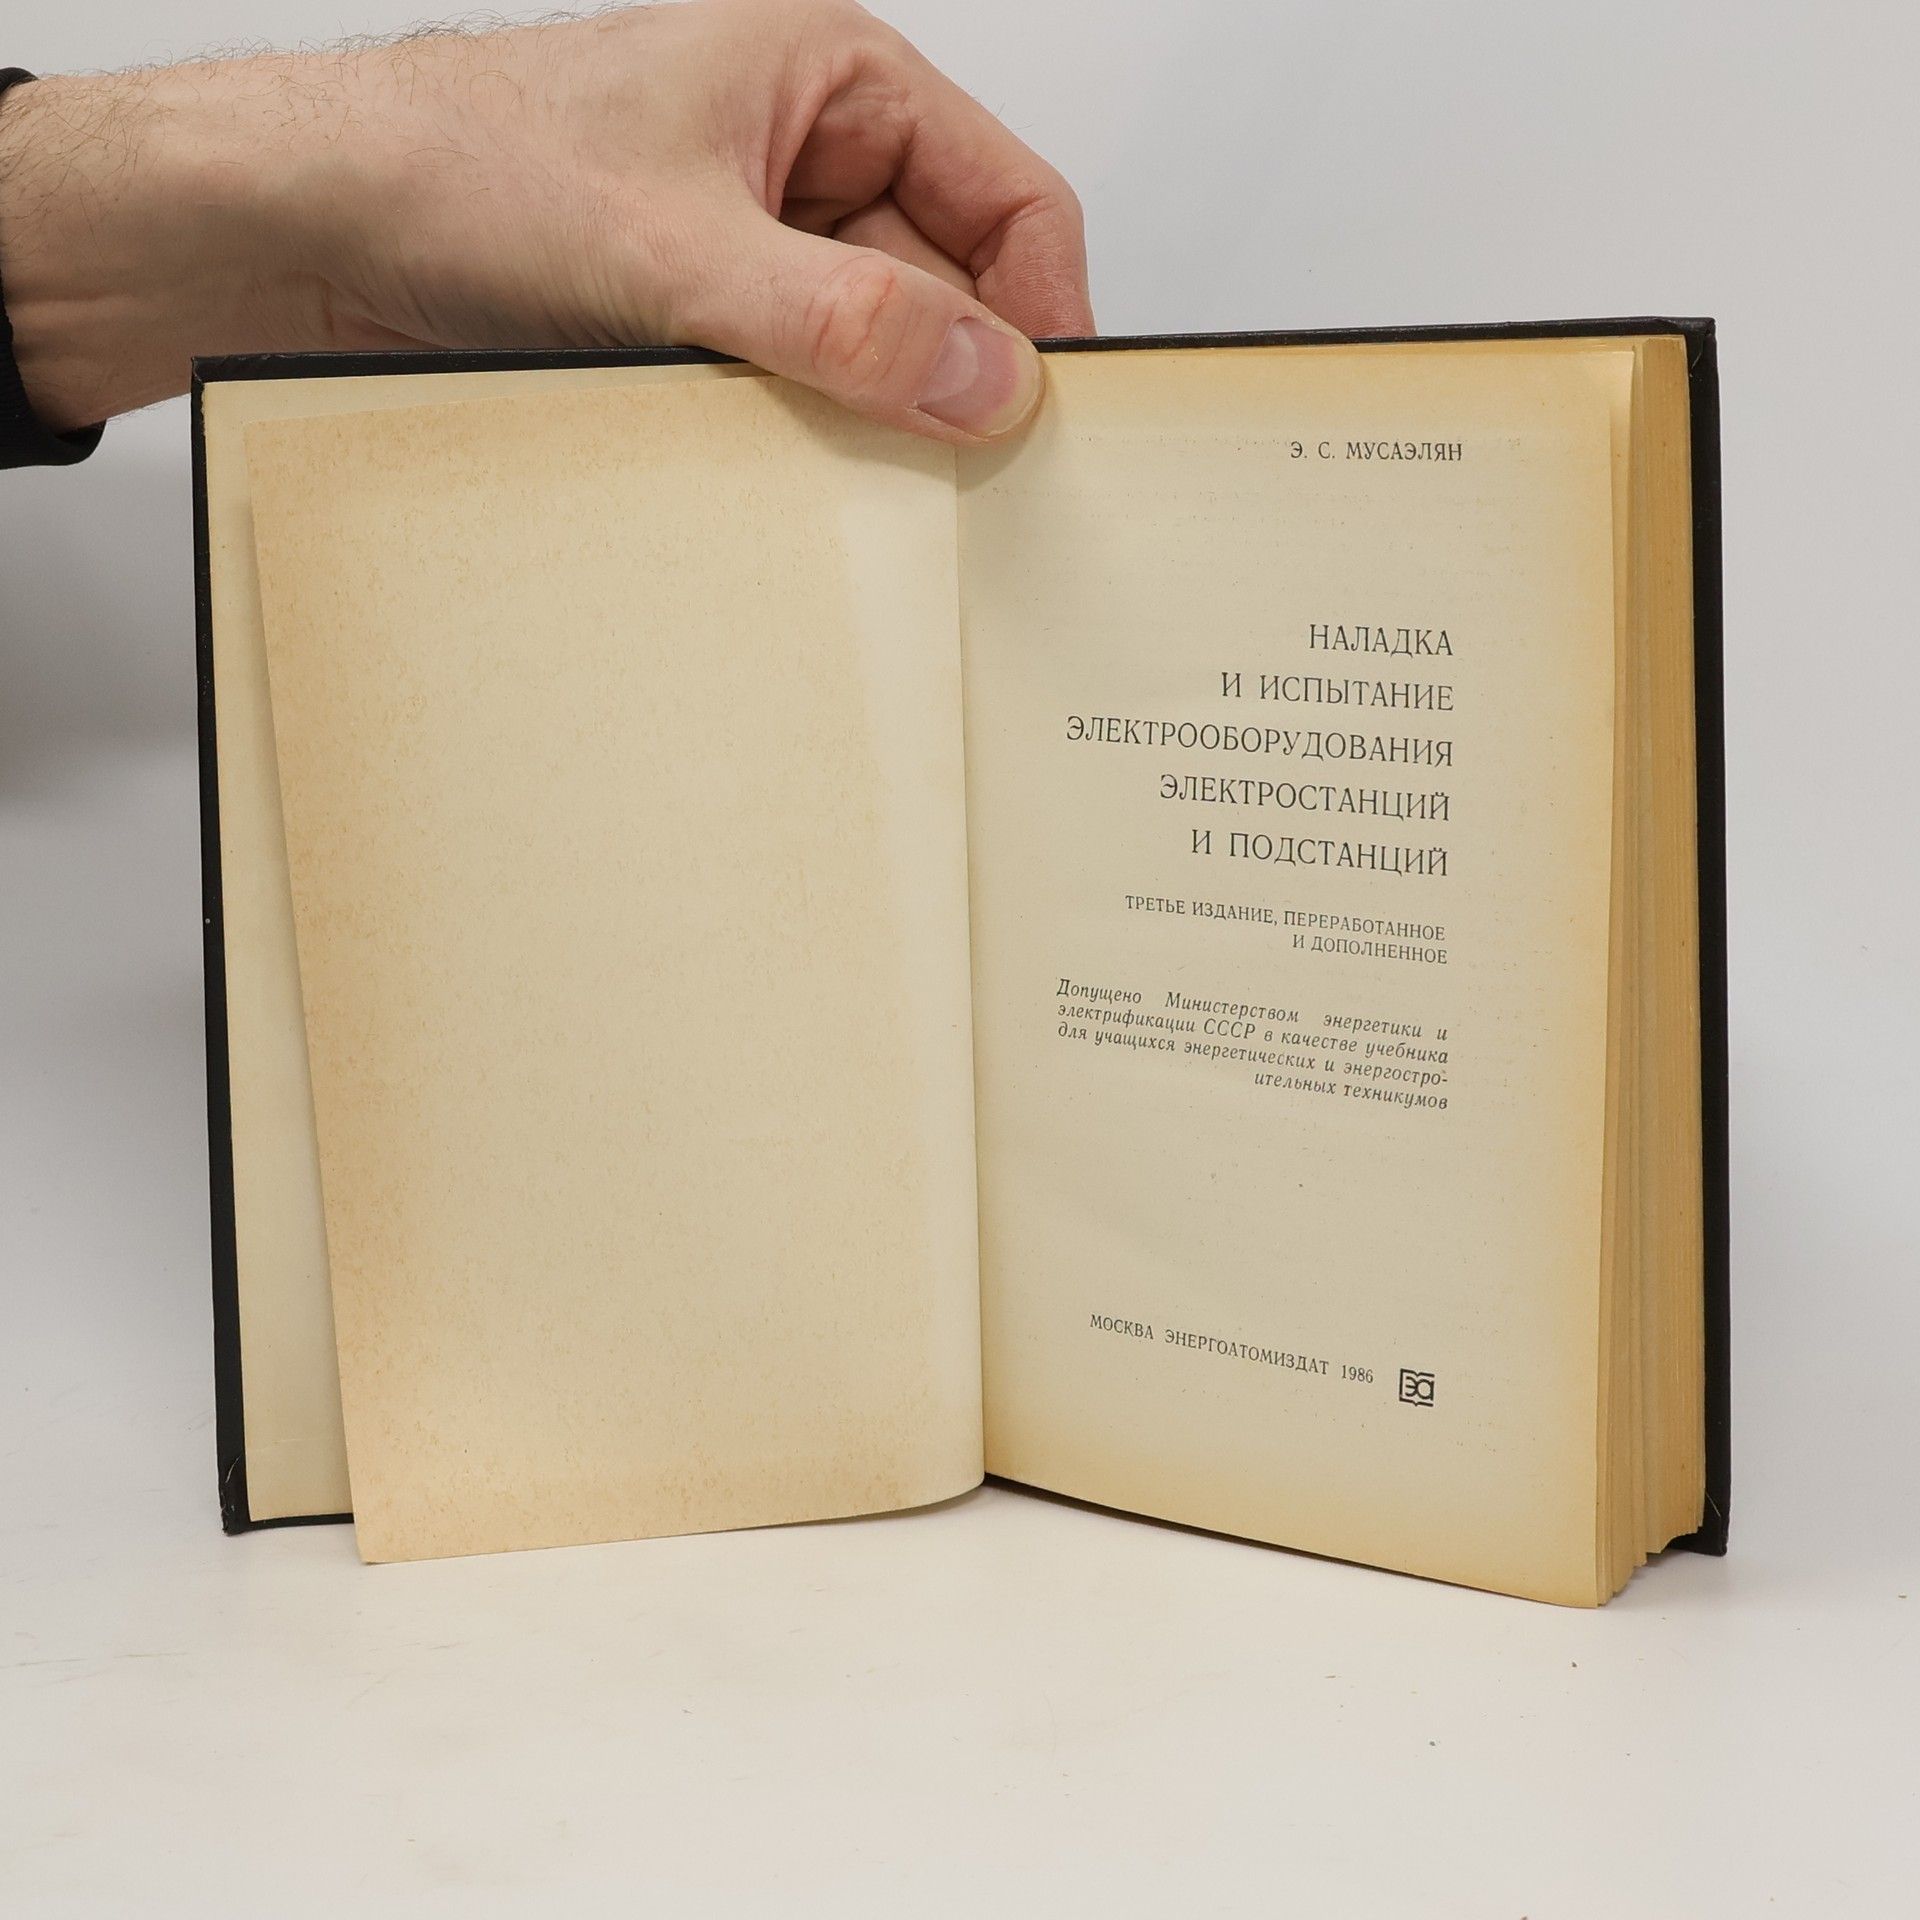 Э. С. МУСАЭЛЯН
НАЛАДКА
И ИСПЫТАНИЕ
ЭЛЕКТРООБОРУДОВАНИЯ
ЭЛЕКТРОСТАНЦИЙ
И ПОДСТАНЦИЙ
ТРЕТЬЕ ИЗДАНИЕ, ПЕРЕРАБОТАННОЕ
И ДОПОЛНЕННОЕ
Допущено Министерством энергетики и
электрификации СССР в качестве учебника
для учащихся энергетических и энергостро-
ительных техникумов
МОСКВА ЭНЕРГОАТОМИЗДАТ 1986 ЭА